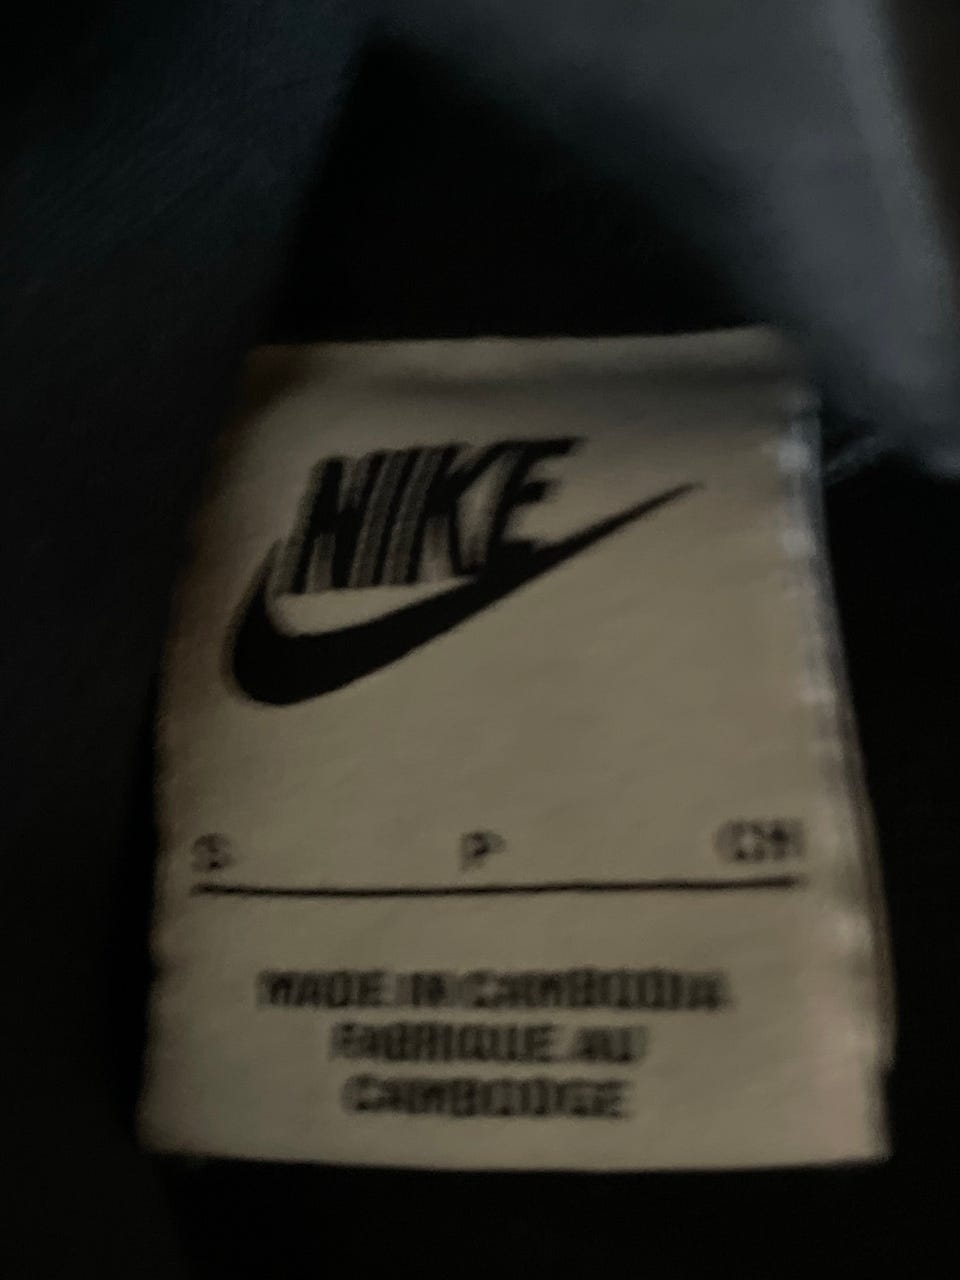 NIKE
S P CH
MADE IN CAMBODIA
FABRIQUE AU
CAMBODGE